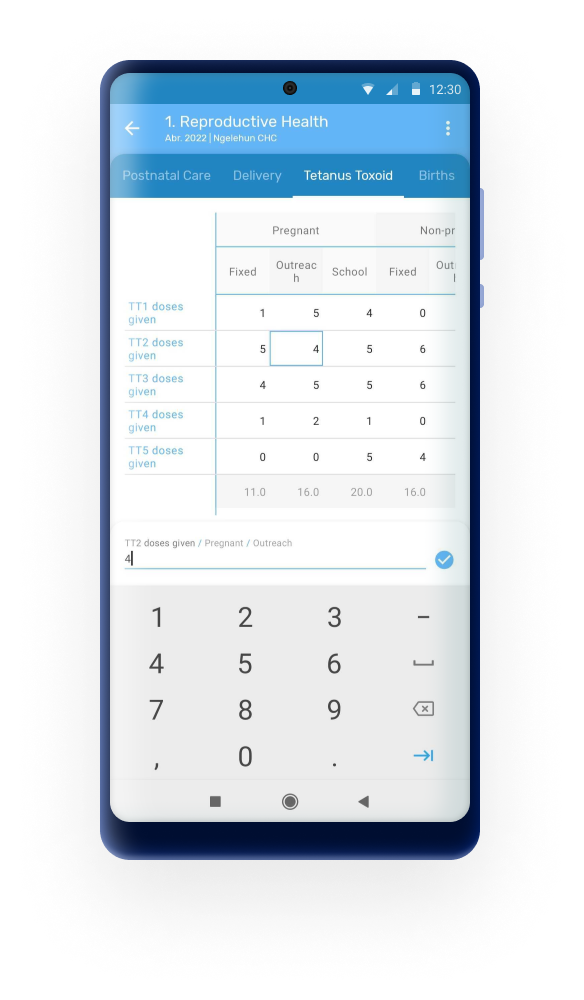 12:30
1. Reproductive Health
Abr. 2022 | Ngelehun CHC
Postnatal Care Delivery Tetanus Toxoid Births
Pregnant Non-pr
Fixed Outreac School Fixed Out
h h
TT1 doses
given 1 5 4 0
TT2 doses
given 5 4 5 6
TT3 doses
given 4 5 5 6
TT4 doses
given 1 2 1 0
TT5 doses
given 0 0 5 4
11.0 16.0 20.0 16.0
TT2 doses given / Pregnant / Outreach
4
1 2 3 –
4 5 6
7 8 9
, 0 .